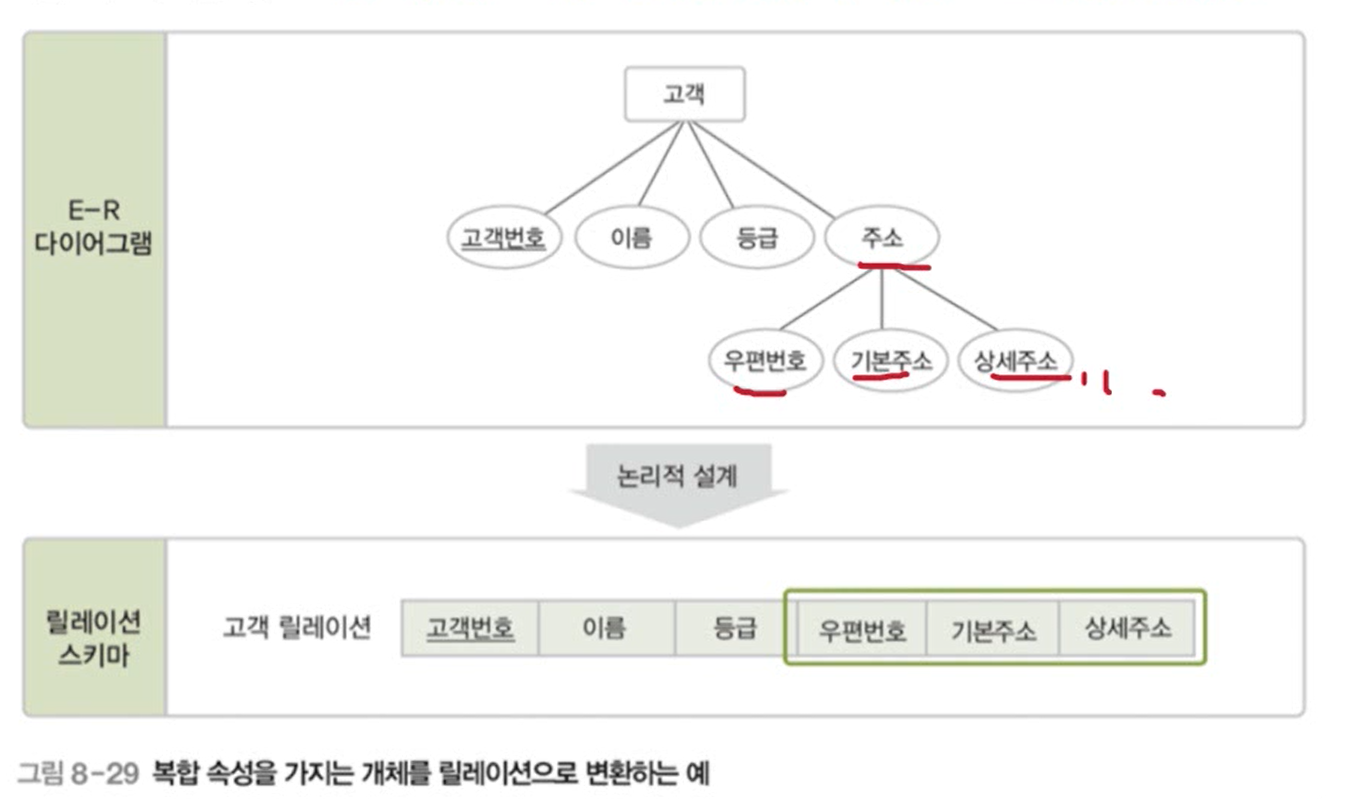 E-R
다이어그램
고객
고객번호 이름 등급 주소
우편번호 기본주소 상세주소
논리적 설계
릴레이션
스키마
고객 릴레이션 고객번호 이름 등급 우편번호 기본주소 상세주소
그림 8-29 복합 속성을 가지는 개체를 릴레이션으로 변환하는 예